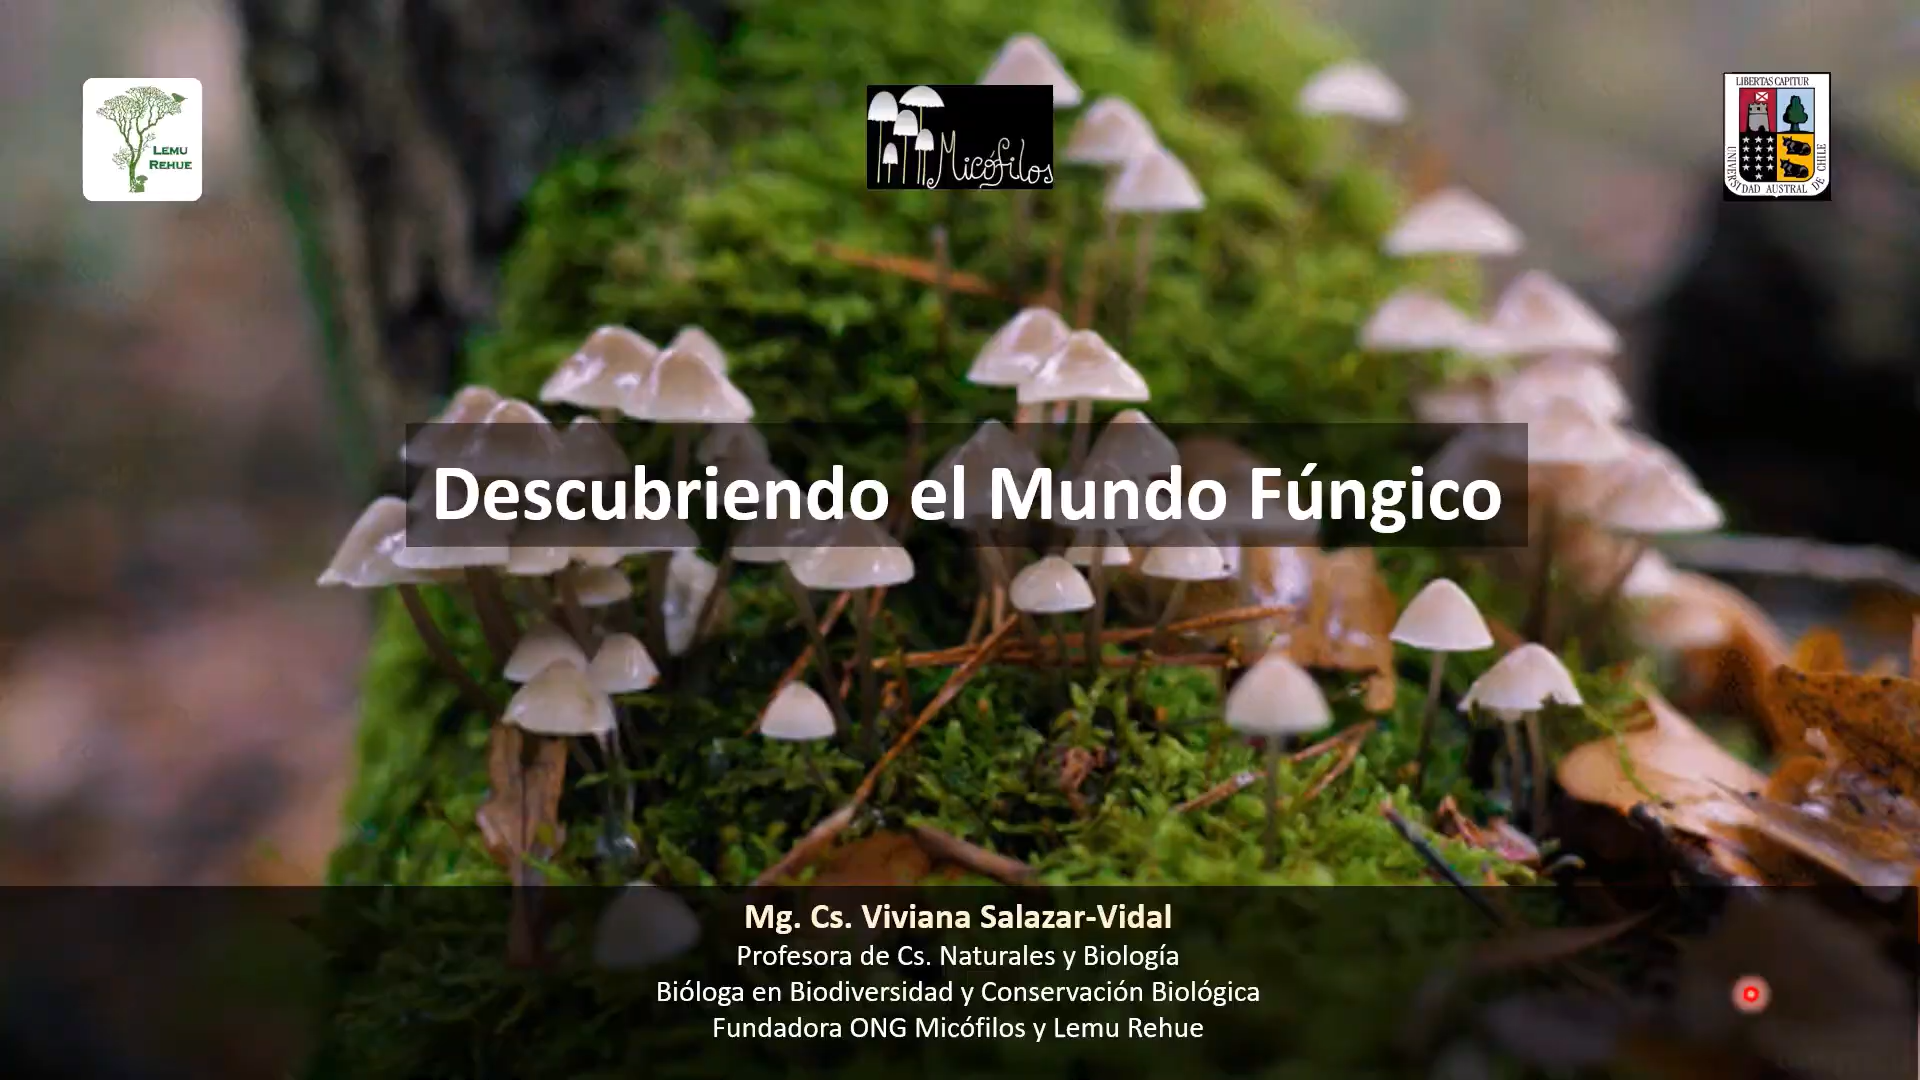 LEMU
REHUE
Micófilos
LIBERTAS CAPITUR
UNIVERSIDAD AUSTRAL DE CHILE
Descubriendo el Mundo Fúngico
Mg. Cs. Viviana Salazar-Vidal
Profesora de Cs. Naturales y Biología
Bióloga en Biodiversidad y Conservación Biológica
Fundadora ONG Micófilos y Lemu Rehue